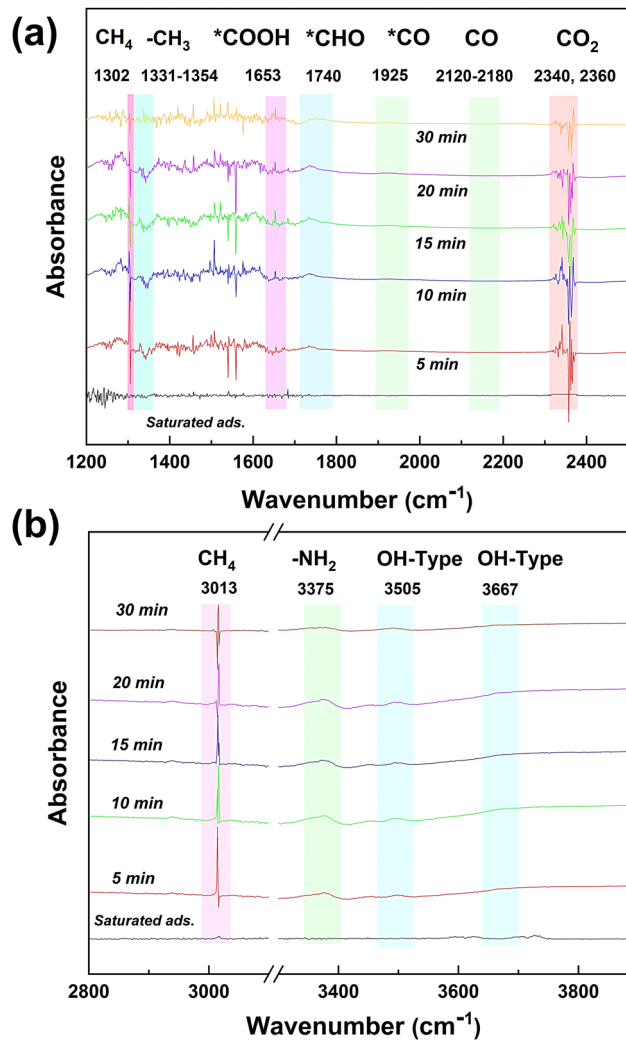 (a)
CH₄ -CH₃ *COOH *CHO *CO CO CO₂
1302 1331-1354 1653 1740 1925 2120-2180 2340, 2360
30 min
20 min
15 min
10 min
5 min
Saturated ads.
Absorbance
1200 1400 1600 1800 2000 2200 2400
Wavenumber (cm⁻¹)
(b)
CH₄ -NH₂ OH-Type OH-Type
3013 3375 3505 3667
30 min
20 min
15 min
10 min
5 min
Saturated ads.
Absorbance
2800 3000 3400 3600 3800
Wavenumber (cm⁻¹)